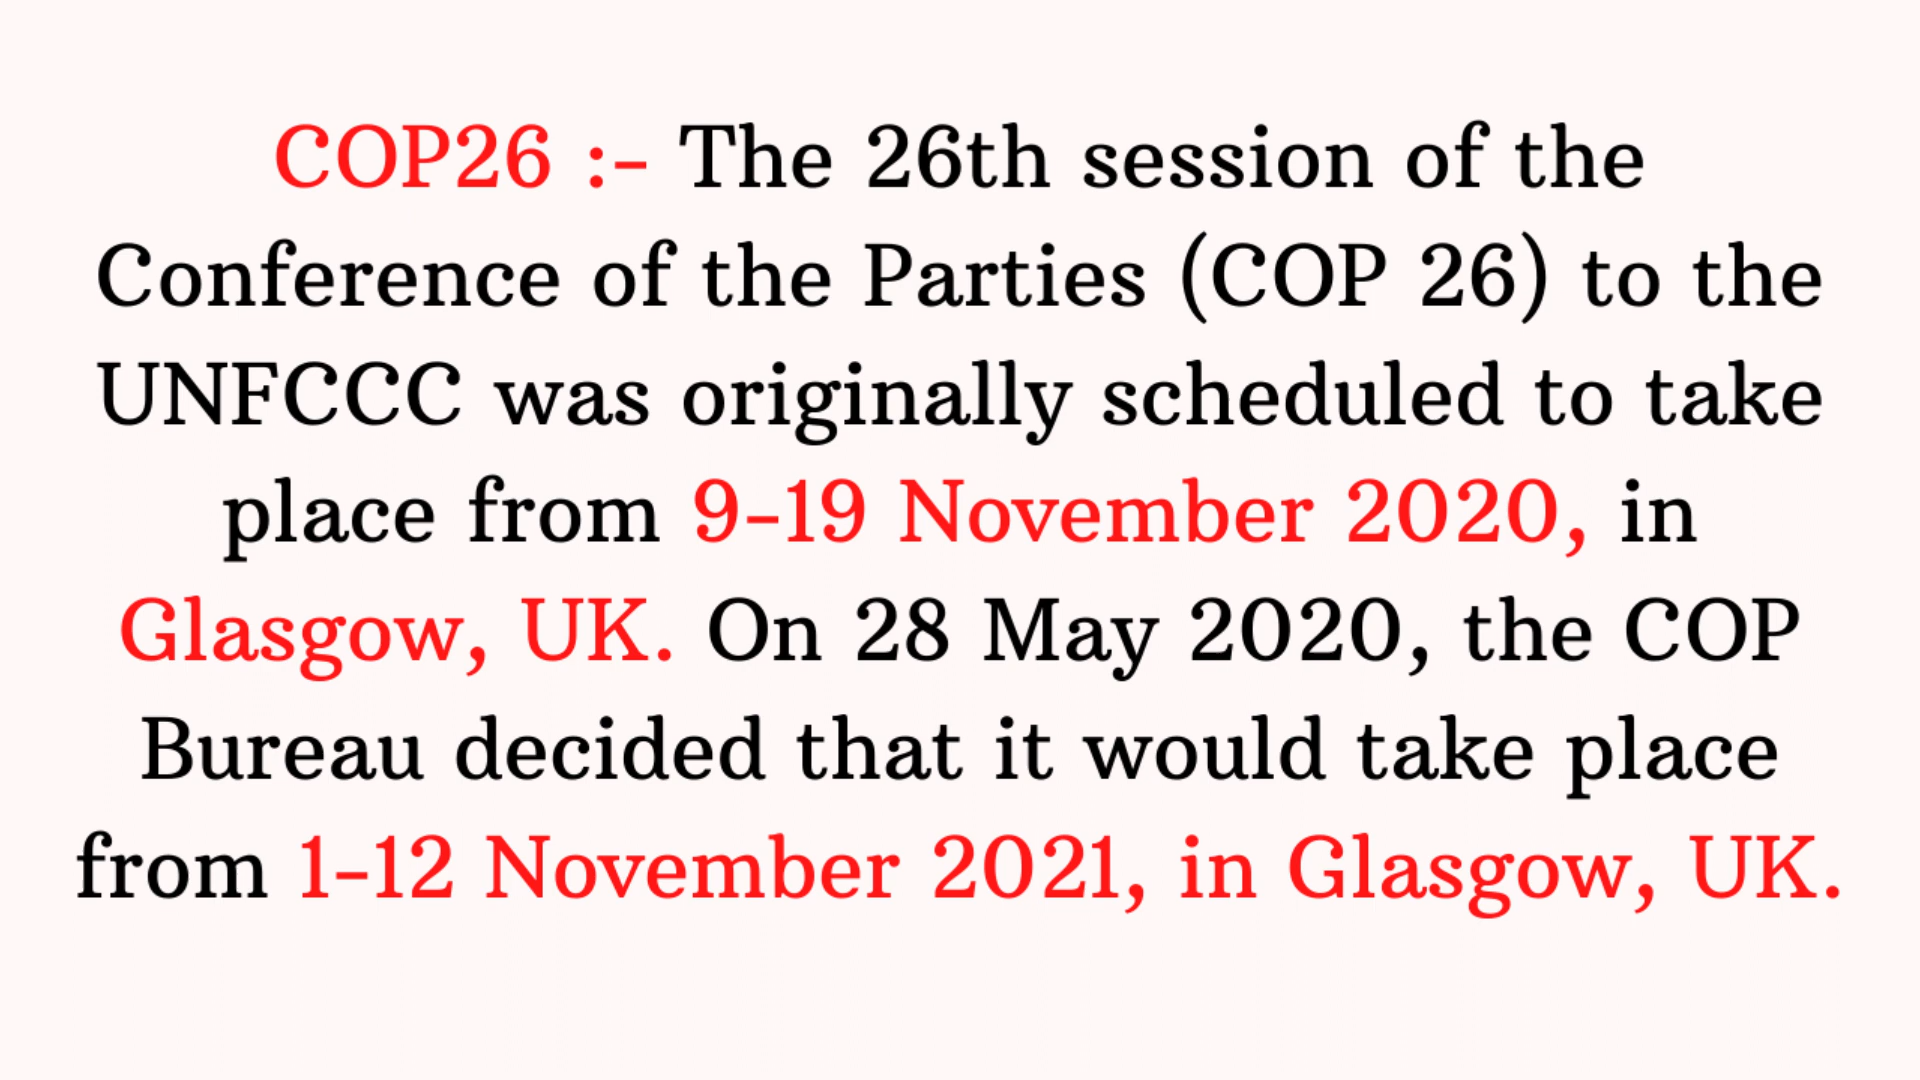 COP26 :- The 26th session of the
Conference of the Parties (COP 26) to the
UNFCCC was originally scheduled to take
place from 9-19 November 2020, in
Glasgow, UK. On 28 May 2020, the COP
Bureau decided that it would take place
from 1-12 November 2021, in Glasgow, UK.